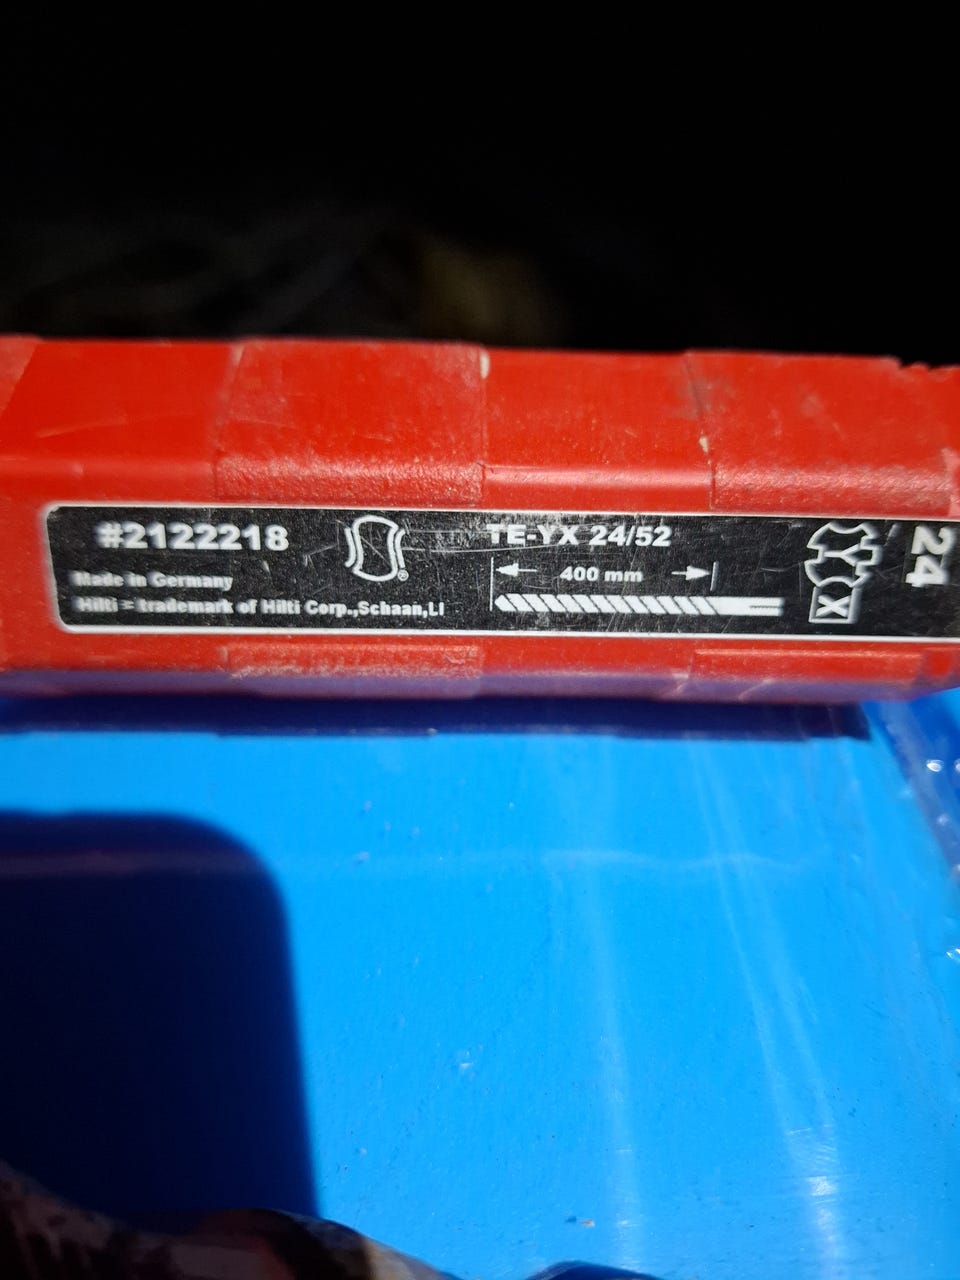 #2122218
Made in Germany
Hilti = trademark of Hilti Corp.,Schaan,LI
®
TE-YX 24/52
400 mm
Y
X
24